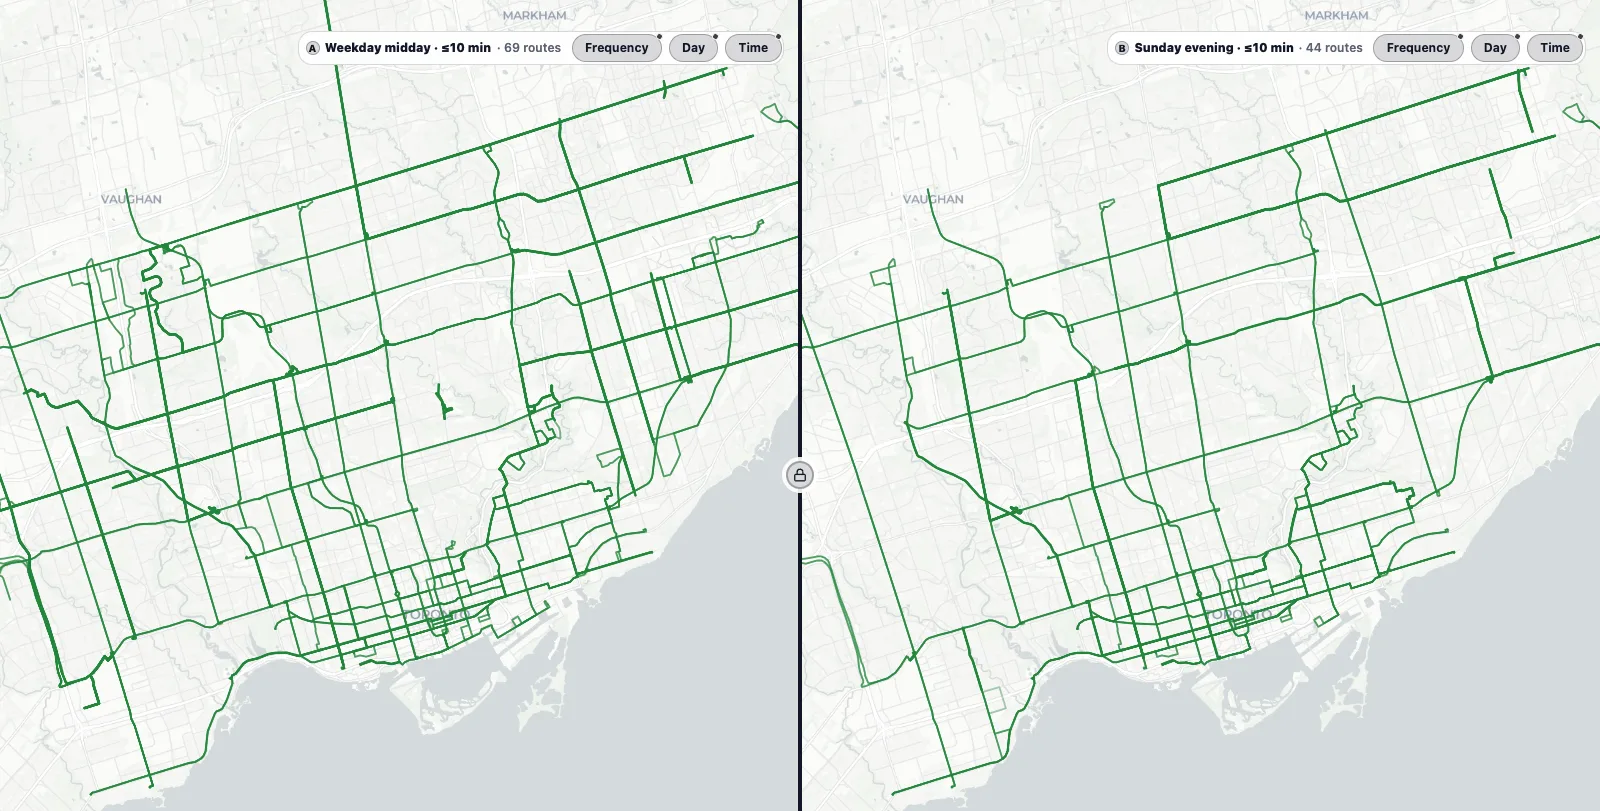 MARKHAM
A Weekday midday · ≤10 min · 69 routes Frequency Day Time
VAUGHAN
TORONTO
MARKHAM
B Sunday evening · ≤10 min · 44 routes Frequency Day Time
VAUGHAN
TORONTO